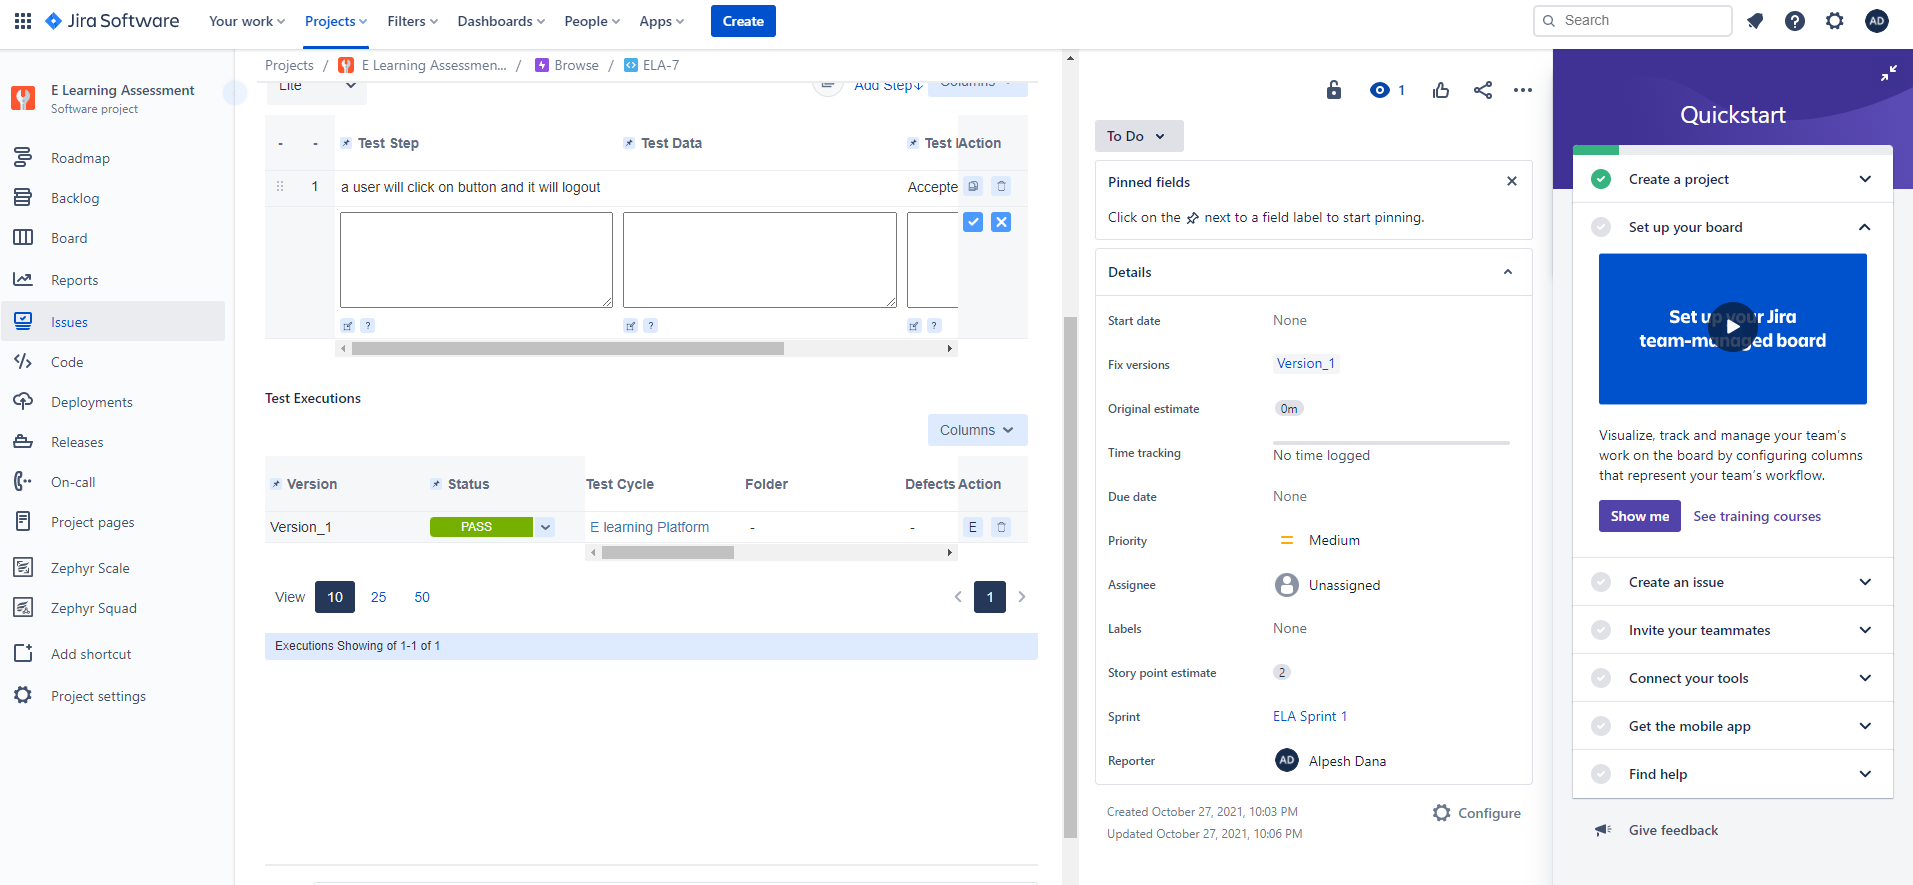 Jira Software
Your work
Projects
Filters
Dashboards
People
Apps
Create
Search
AD
E Learning Assessment
Software project
Roadmap
Backlog
Board
Reports
Issues
Code
Deployments
Releases
On-call
Project pages
Zephyr Scale
Zephyr Squad
Add shortcut
Project settings
Projects / E Learning Assessmen... / Browse / ELA-7
Lite
Add Step
Columns
- - Test Step Test Data Test Action
1 a user will click on button and it will logout Accepte
? ? ?
Test Executions
Columns
Version Status Test Cycle Folder Defects Action
Version_1 PASS E learning Platform - - E
View 10 25 50
1
Executions Showing of 1-1 of 1
1
To Do
Pinned fields
Click on the next to a field label to start pinning.
Details
Start date None
Fix versions Version_1
Original estimate 0m
Time tracking No time logged
Due date None
Priority Medium
Assignee Unassigned
Labels None
Story point estimate 2
Sprint ELA Sprint 1
Reporter AD Alpesh Dana
Created October 27, 2021, 10:03 PM
Updated October 27, 2021, 10:06 PM
Configure
Quickstart
Create a project
Set up your board
Set up your Jira
team-managed board
Visualize, track and manage your team's
work on the board by configuring columns
that represent your team's workflow.
Show me
See training courses
Create an issue
Invite your teammates
Connect your tools
Get the mobile app
Find help
Give feedback